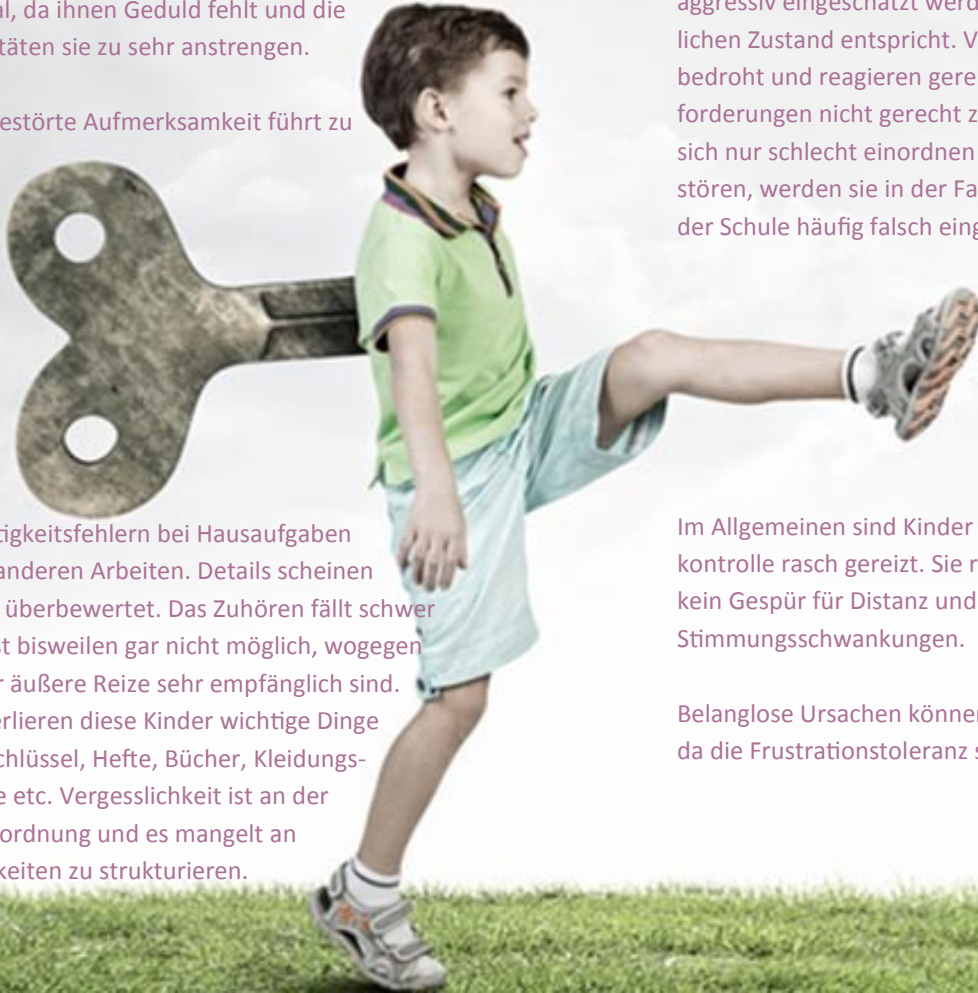 al, da ihnen Geduld fehlt und die
täten sie zu sehr anstrengen.
estörte Aufmerksamkeit führt zu
tigkeitsfehlern bei Hausaufgaben
anderen Arbeiten. Details scheinen
überbewertet. Das Zuhören fällt schwer
st bisweilen gar nicht möglich, wogegen
r äußere Reize sehr empfänglich sind.
erlieren diese Kinder wichtige Dinge
chlüssel, Hefte, Bücher, Kleidungs-
e etc. Vergesslichkeit ist an der
ordnung und es mangelt an
keiten zu strukturieren.
aggressiv eingeschätzt werd
lichen Zustand entspricht. V
bedroht und reagieren gere
forderungen nicht gerecht z
sich nur schlecht einordnen
stören, werden sie in der Fa
der Schule häufig falsch eing
Im Allgemeinen sind Kinder
kontrolle rasch gereizt. Sie r
kein Gespür für Distanz und
Stimmungsschwankungen.
Belanglose Ursachen könne
da die Frustrationstoleranz s